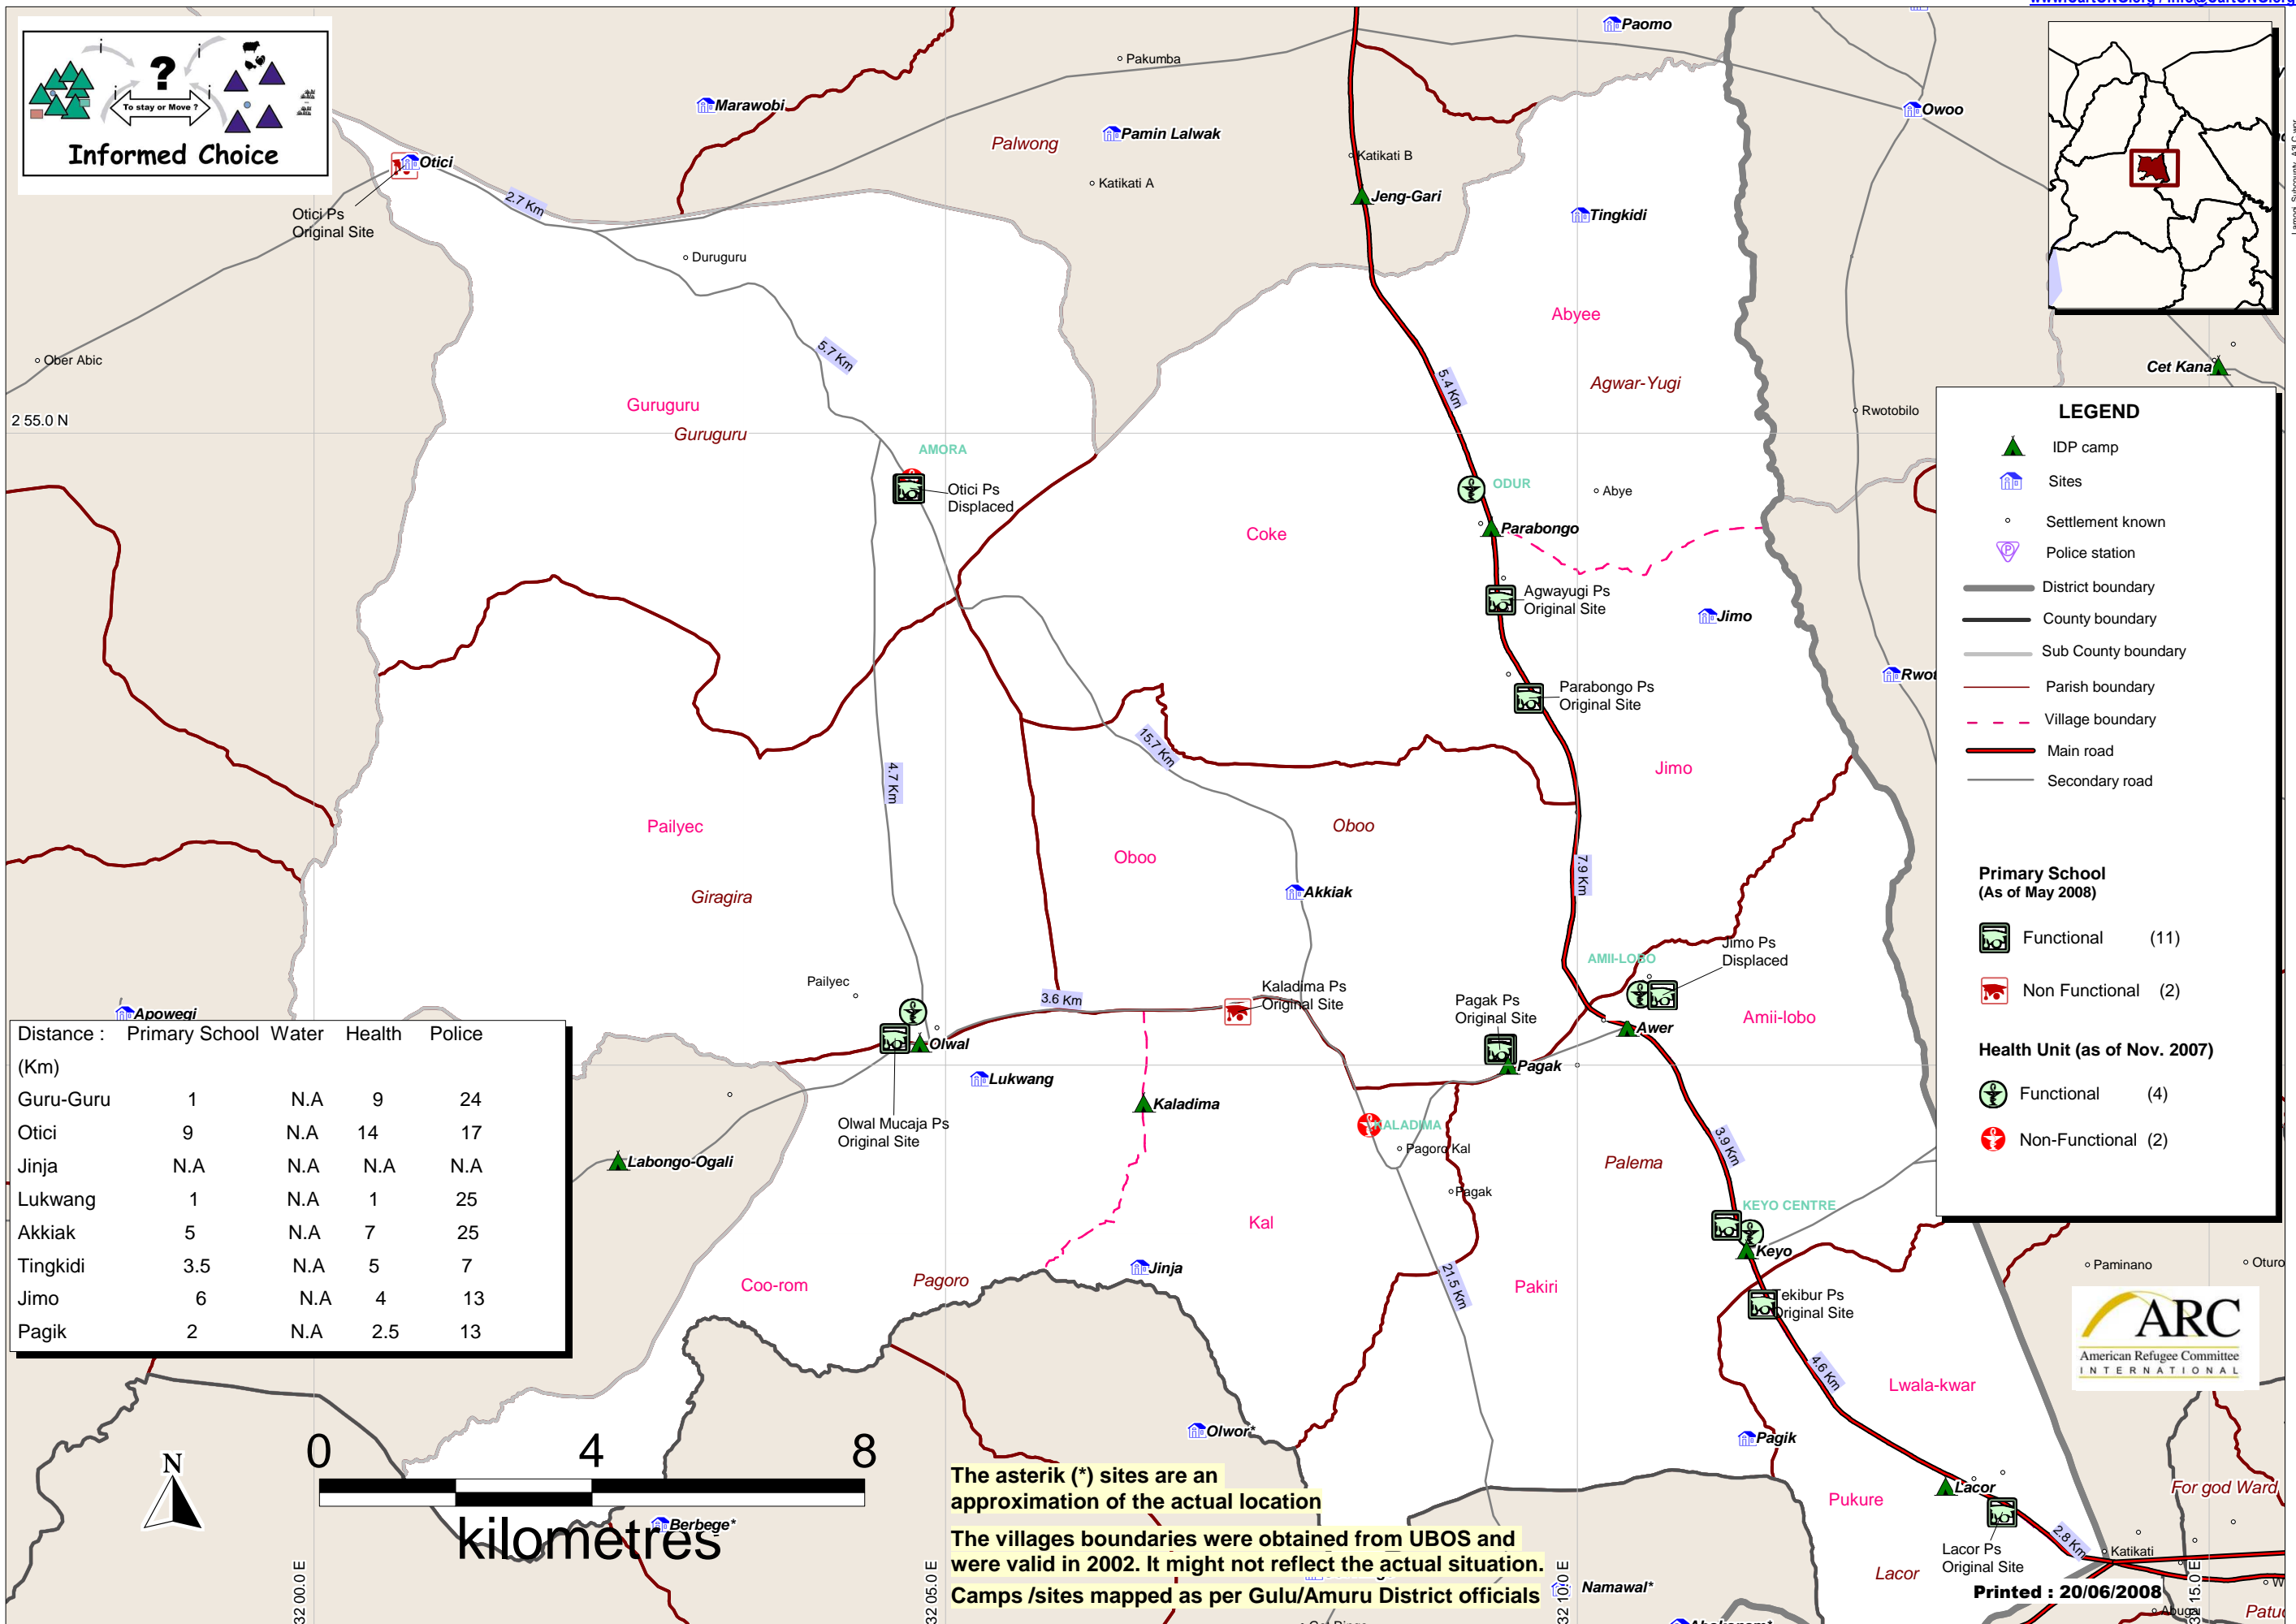 www.CartONG.org / info@CartONG.org
To stay or Move ?
Informed Choice
Paomo
Pakumba
Marawobi
Pamin Lalwak
Palwong
Owoo
Katikati B
Katikati A
Otici
Otici Ps
Original Site
2.7 Km
Jeng-Gari
Tingkidi
Duruguru
Abyee
Ober Abic
5.7 Km
5.4 Km
Agwar-Yugi
Cet Kana
Rwotobilo
2 55.0 N
Guruguru
Guruguru
AMORA
Otici Ps
Displaced
ODUR
Abye
Coke
Parabongo
Agwayugi Ps
Original Site
Jimo
Parabongo Ps
Original Site
Rwot
15.7 Km
4.7 Km
Jimo
Pailyec
Oboo
Oboo
7.9 Km
Akkiak
Giragira
Jimo Ps
Displaced
AMII-LOBO
Pailyec
3.6 Km
Kaladima Ps
Original Site
Pagak Ps
Original Site
Amii-lobo
Apowegi
Awer
Olwal
Pagak
Lukwang
Kaladima
Olwal Mucaja Ps
Original Site
KALADIMA
Pagoro Kal
Pagak
3.9 Km
Palema
Labongo-Ogali
KEYO CENTRE
Keyo
Kal
Jinja
Coo-rom
Pagoro
21.5 Km
Pakiri
Tekibur Ps
Original Site
4.6 Km
Lwala-kwar
Paminano
Oturo
Olwor*
Pagik
Lacor
Pukure
For god Ward
Lacor Ps
Original Site
2.8 Km
Katikati
Lacor
Berbege*
Namawal*
Abuga
Patu
LEGEND
IDP camp
Sites
Settlement known
Police station
District boundary
County boundary
Sub County boundary
Parish boundary
Village boundary
Main road
Secondary road
Primary School
(As of May 2008)
Functional (11)
Non Functional (2)
Health Unit (as of Nov. 2007)
Functional (4)
Non-Functional (2)
Distance : Primary School Water Health Police
(Km)
Guru-Guru 1 N.A 9 24
Otici 9 N.A 14 17
Jinja N.A N.A N.A N.A
Lukwang 1 N.A 1 25
Akkiak 5 N.A 7 25
Tingkidi 3.5 N.A 5 7
Jimo 6 N.A 4 13
Pagik 2 N.A 2.5 13
ARC
American Refugee Committee
INTERNATIONAL
N
0 4 8
kilometres
The asterik (*) sites are an
approximation of the actual location
The villages boundaries were obtained from UBOS and
were valid in 2002. It might not reflect the actual situation.
Camps /sites mapped as per Gulu/Amuru District officials
Printed : 20/06/2008
32 00.0 E
32 05.0 E
32 10.0 E
32 15.0 E